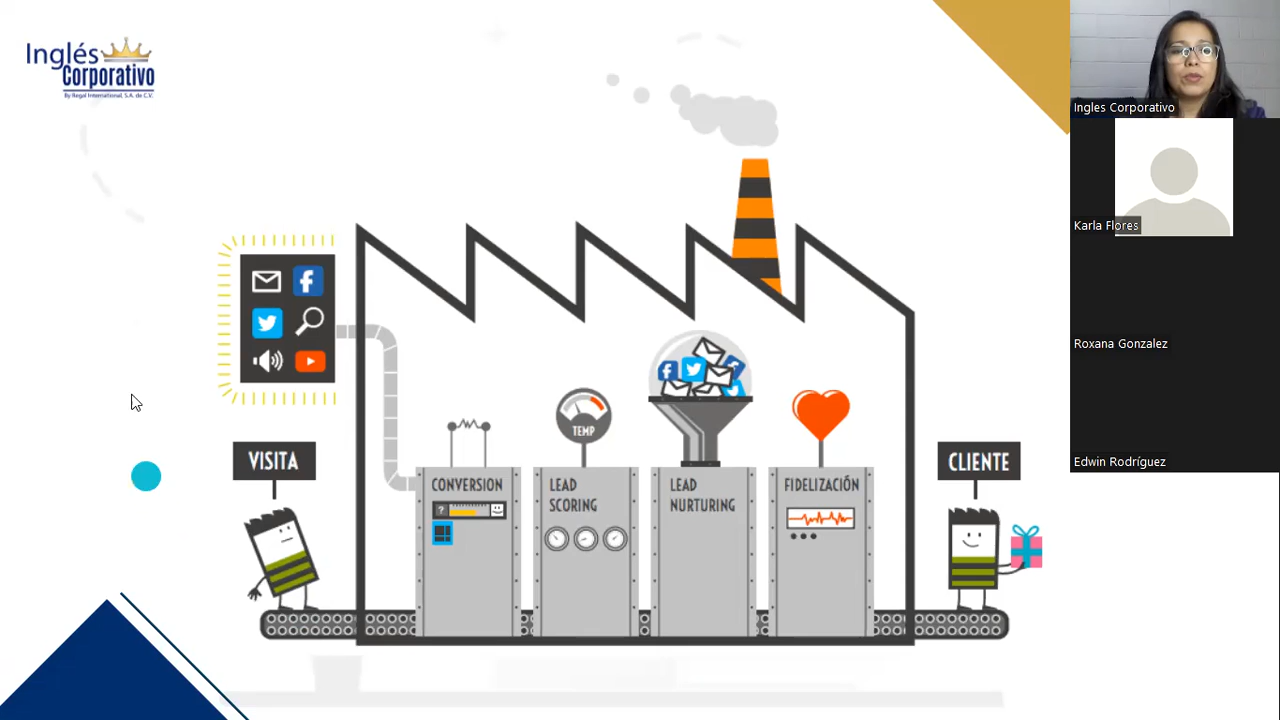 Inglés
Corporativo
By Regal International, S.A. de C.V.
VISITA
TEMP
CONVERSION
?
LEAD
SCORING
LEAD
NURTURING
FIDELIZACIÓN
CLIENTE
Ingles Corporativo
Karla Flores
Roxana Gonzalez
Edwin Rodríguez